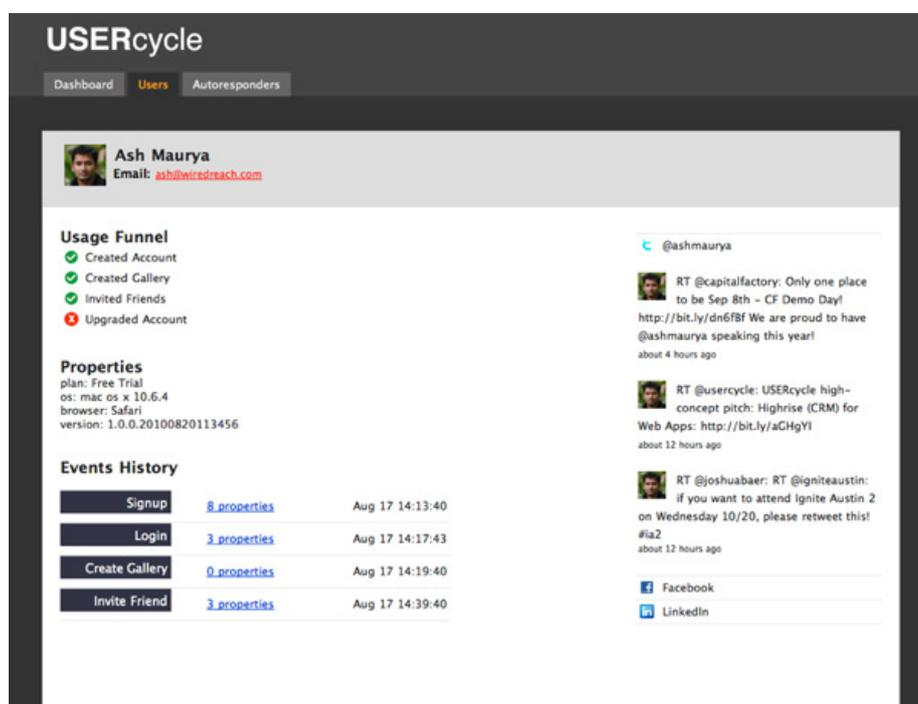 USERcycle
Dashboard Users Autoresponders
Ash Maurya
Email: ash@wiredreach.com
Usage Funnel
Created Account
Created Gallery
Invited Friends
Upgraded Account
Properties
plan: Free Trial
os: mac os x 10.6.4
browser: Safari
version: 1.0.0.20100820113456
Events History
Signup 8 properties Aug 17 14:13:40
Login 3 properties Aug 17 14:17:43
Create Gallery 0 properties Aug 17 14:19:40
Invite Friend 3 properties Aug 17 14:39:40
@ashmaurya
RT @capitalfactory: Only one place
to be Sep 8th - CF Demo Day!
http://bit.ly/dn6fBf We are proud to have
@ashmaurya speaking this year!
about 4 hours ago
RT @usercycle: USERcycle high-
concept pitch: Highrise (CRM) for
Web Apps: http://bit.ly/aGHgYI
about 12 hours ago
RT @joshuabaer: RT @igniteaustin:
if you want to attend Ignite Austin 2
on Wednesday 10/20, please retweet this!
#ia2
about 12 hours ago
Facebook
LinkedIn